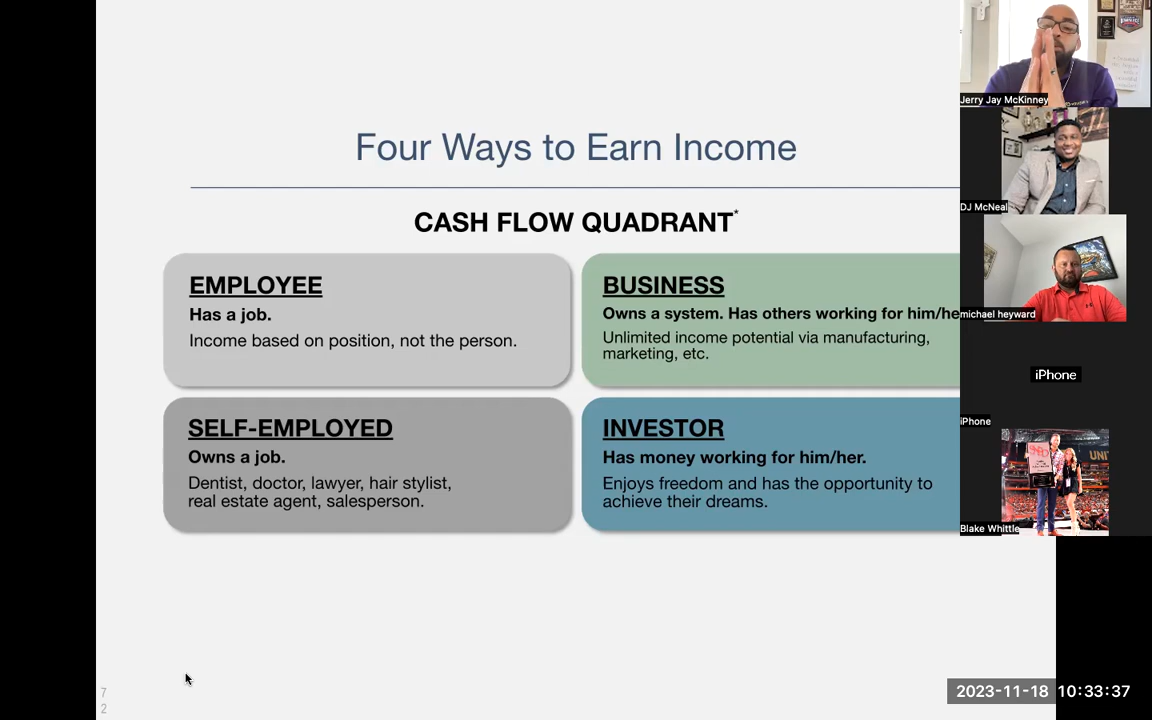 Four Ways to Earn Income
CASH FLOW QUADRANT*
EMPLOYEE
Has a job.
Income based on position, not the person.
BUSINESS
Owns a system. Has others working for him/he
Unlimited income potential via manufacturing,
marketing, etc.
SELF-EMPLOYED
Owns a job.
Dentist, doctor, lawyer, hair stylist,
real estate agent, salesperson.
INVESTOR
Has money working for him/her.
Enjoys freedom and has the opportunity to
achieve their dreams.
Jerry Jay McKinney
DJ McNeal
michael heyward
iPhone
iPhone
Blake Whittle
7
2
2023-11-18 10:33:37